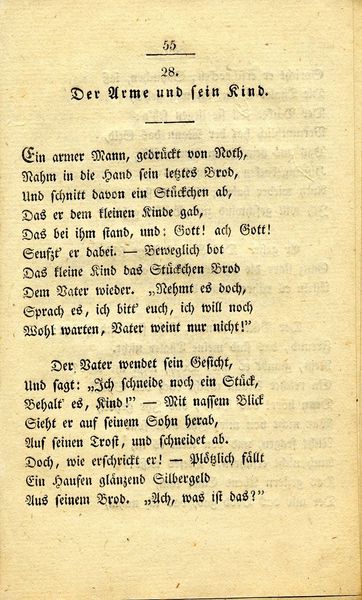 55
28.
Der Arme und sein Kind.
Ein armer Mann, gedrückt von Noth,
Nahm in die Hand sein letztes Brod,
Und schnitt davon ein Stückchen ab,
Das er dem kleinen Kinde gab,
Das bei ihm stand, und: Gott! ach Gott!
Seufzt' er dabei. — Beweglich bot
Das kleine Kind das Stückchen Brod
Dem Vater wieder. „Nehmt es doch,
Sprach es, ich bitt' euch, ich will noch
Wohl warten, Vater weint nur nicht!"
Der Vater wendet sein Gesicht,
Und sagt: „Ich schneide noch ein Stück,
Behalt' es, Kind!" — Mit nassem Blick
Sieht er auf seinem Sohn herab,
Auf seinen Trost, und schneidet ab.
Doch, wie erschrickt er! — Plötzlich fällt
Ein Haufen glänzend Silbergeld
Aus seinem Brod. „Ach, was ist das?"